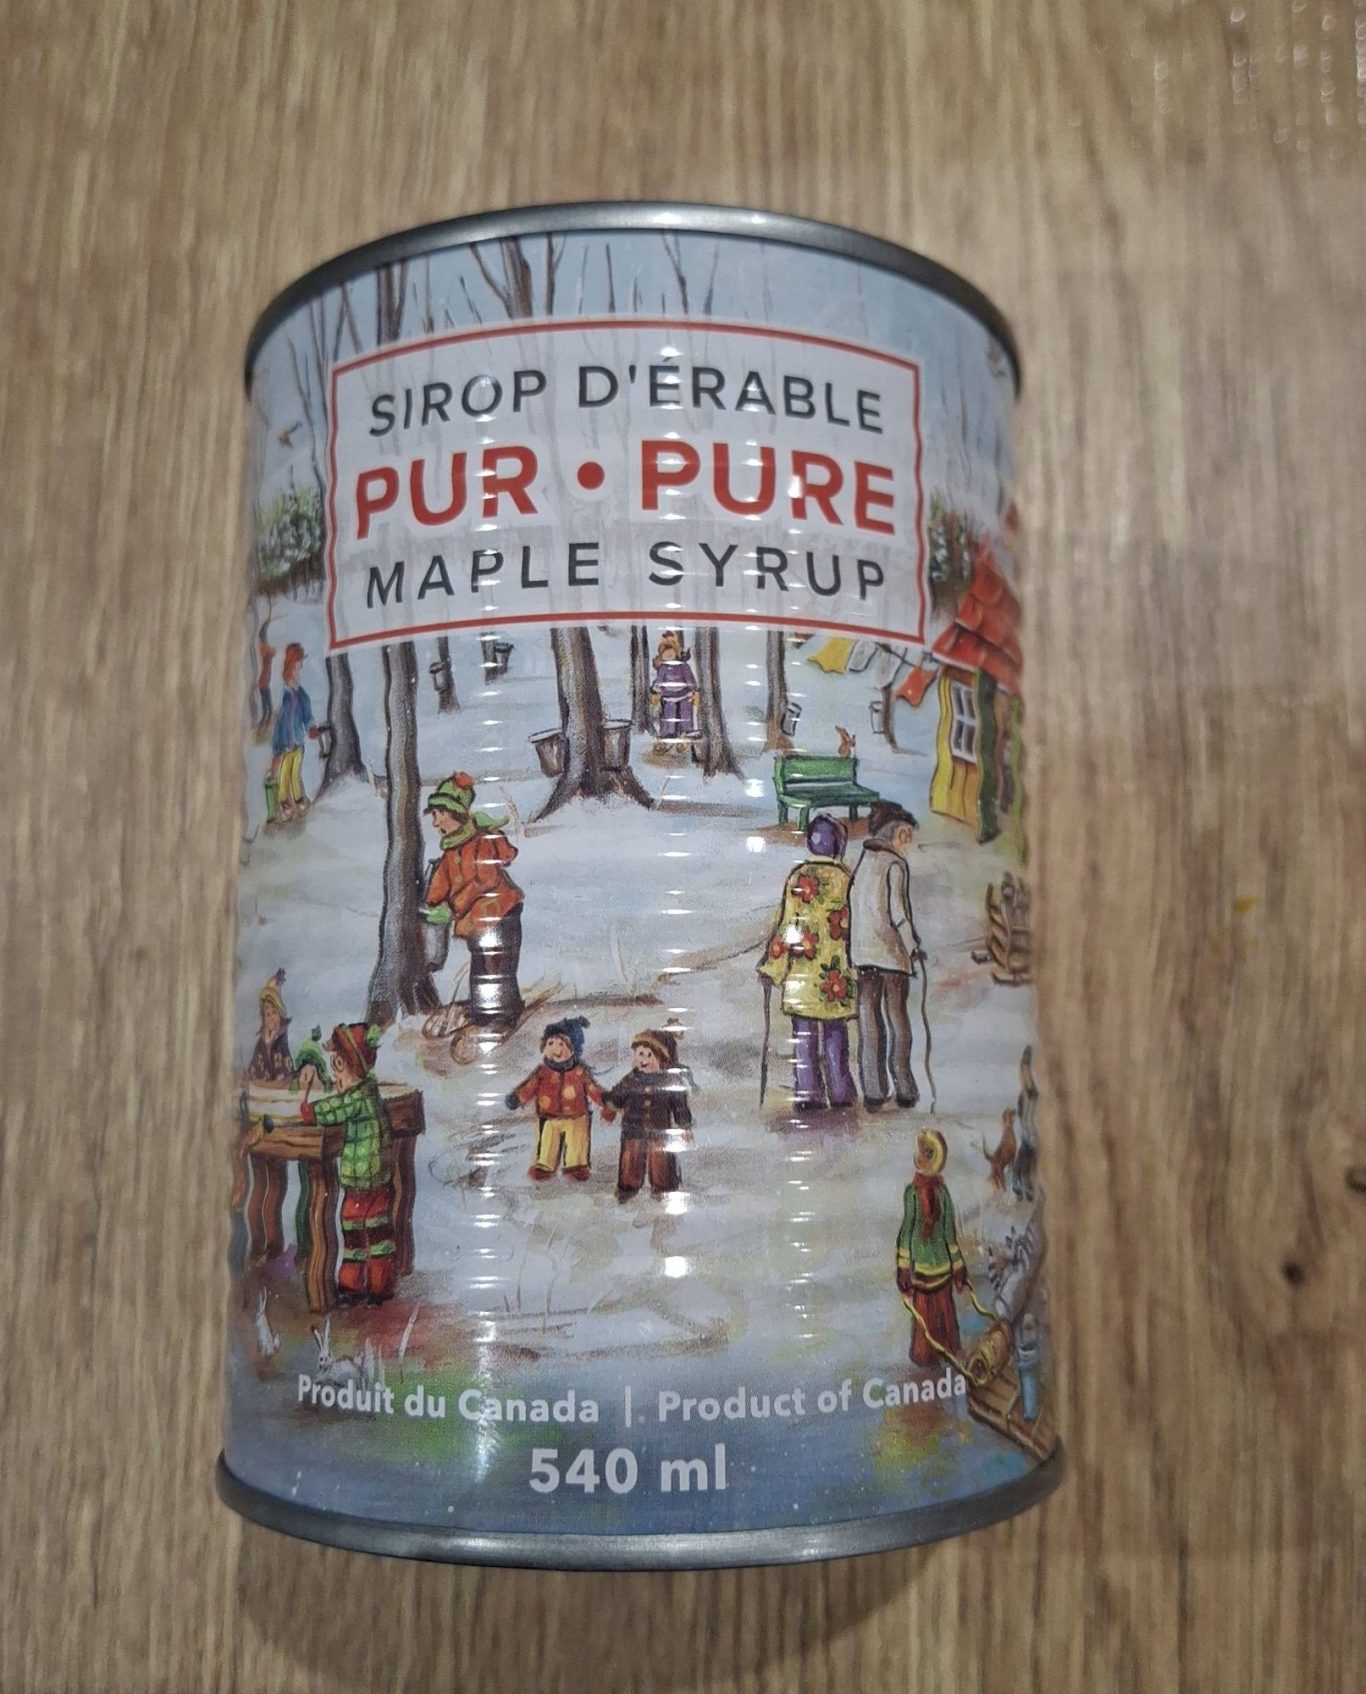 SIROP D'ÉRABLE
PUR • PURE
MAPLE SYRUP
Produit du Canada | Product of Canada
540 ml